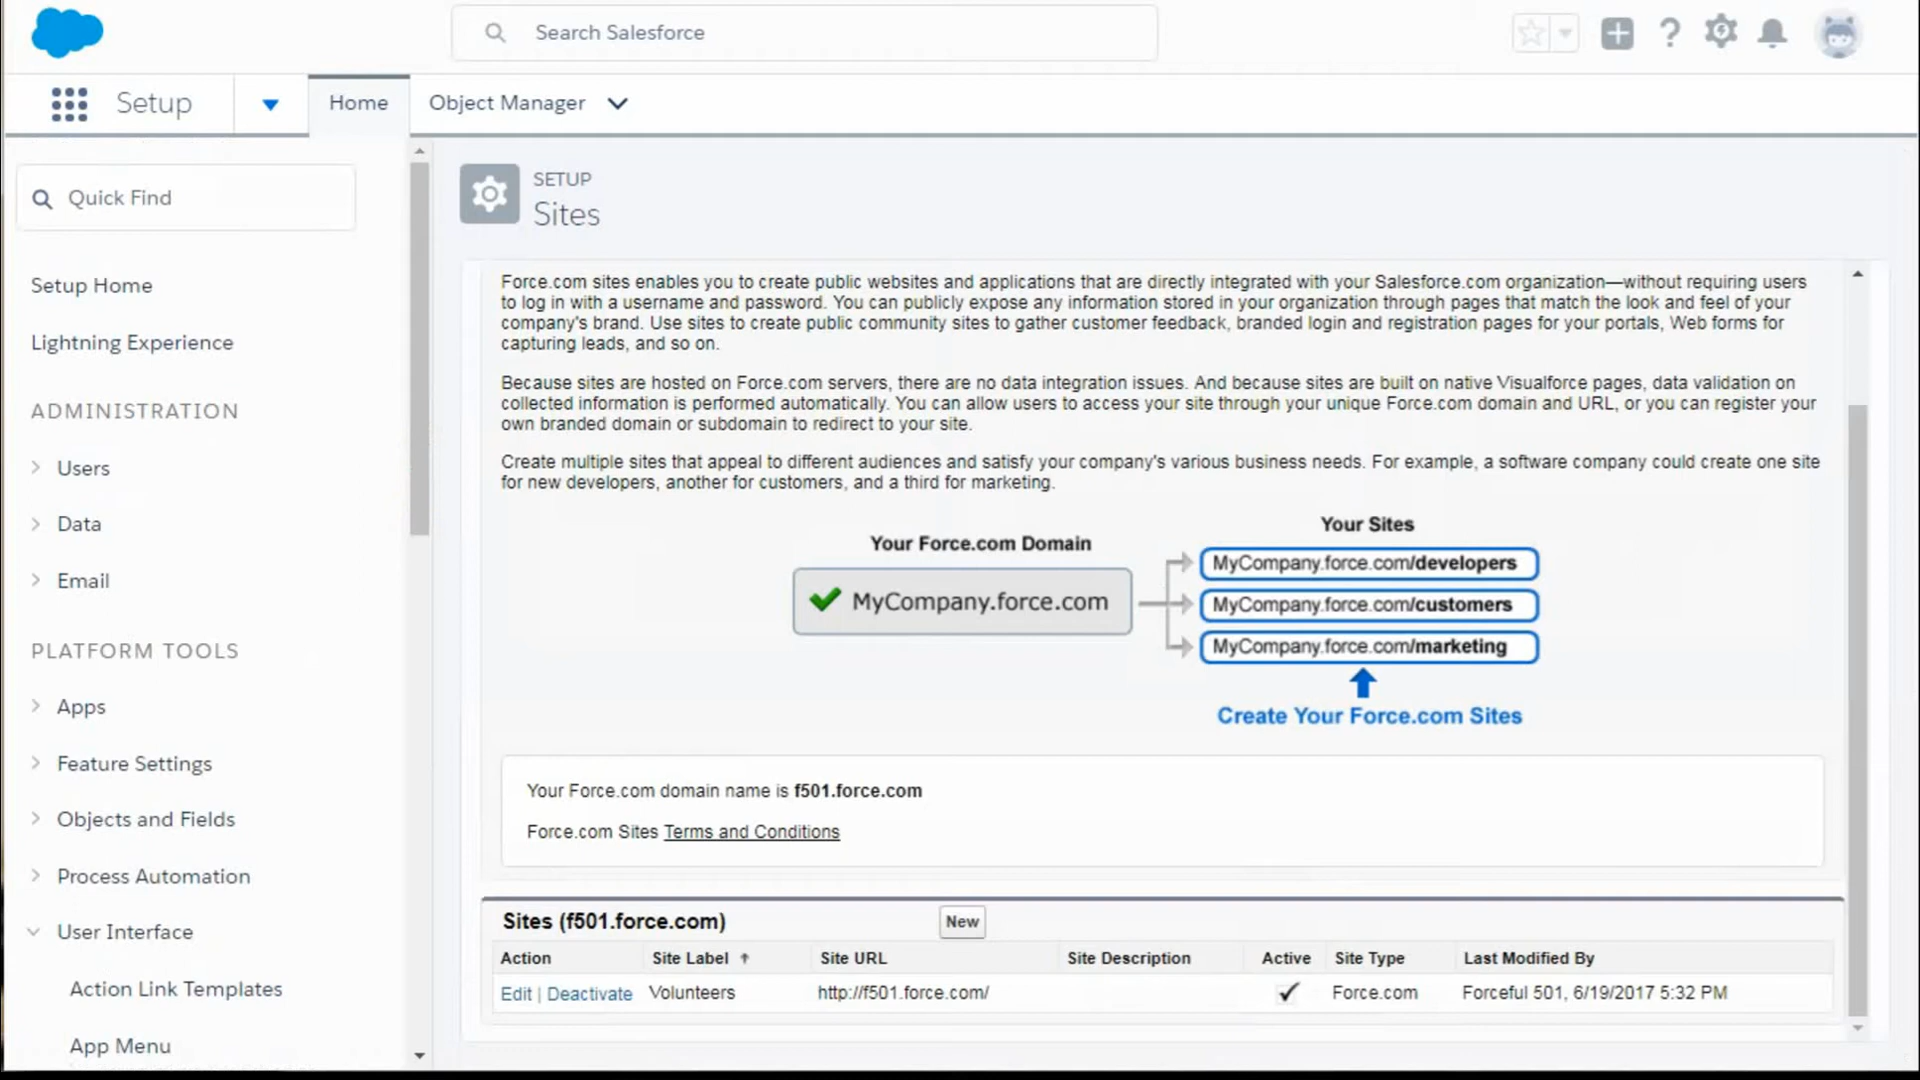 Search Salesforce
Setup
Home
Object Manager
Quick Find
Setup Home
Lightning Experience
ADMINISTRATION
Users
Data
Email
PLATFORM TOOLS
Apps
Feature Settings
Objects and Fields
Process Automation
User Interface
Action Link Templates
App Menu
SETUP
Sites
Force.com sites enables you to create public websites and applications that are directly integrated with your Salesforce.com organization—without requiring users
to log in with a username and password. You can publicly expose any information stored in your organization through pages that match the look and feel of your
company's brand. Use sites to create public community sites to gather customer feedback, branded login and registration pages for your portals, Web forms for
capturing leads, and so on.
Because sites are hosted on Force.com servers, there are no data integration issues. And because sites are built on native Visualforce pages, data validation on
collected information is performed automatically. You can allow users to access your site through your unique Force.com domain and URL, or you can register your
own branded domain or subdomain to redirect to your site.
Create multiple sites that appeal to different audiences and satisfy your company's various business needs. For example, a software company could create one site
for new developers, another for customers, and a third for marketing.
Your Force.com Domain
MyCompany.force.com
Your Sites
MyCompany.force.com/developers
MyCompany.force.com/customers
MyCompany.force.com/marketing
Create Your Force.com Sites
Your Force.com domain name is f501.force.com
Force.com Sites Terms and Conditions
Sites (f501.force.com) New
Action Site Label Site URL Site Description Active Site Type Last Modified By
Edit | Deactivate Volunteers http://f501.force.com/ Force.com Forceful 501, 6/19/2017 5:32 PM